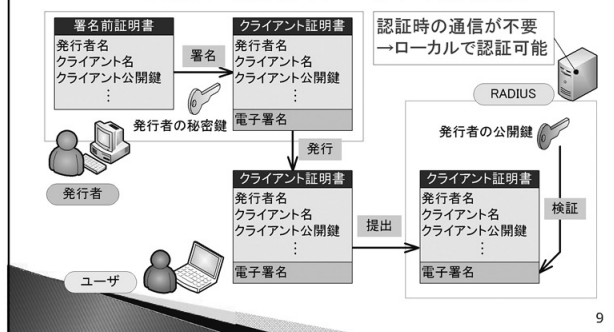 署名前証明書
発行者名
クライアント名
クライアント公開鍵
⋮
署名
発行者の秘密鍵
クライアント証明書
発行者名
クライアント名
クライアント公開鍵
⋮
電子署名
認証時の通信が不要
→ローカルで認証可能
RADIUS
発行者の公開鍵
発行者
発行
クライアント証明書
発行者名
クライアント名
クライアント公開鍵
⋮
電子署名
提出
クライアント証明書
発行者名
クライアント名
クライアント公開鍵
⋮
電子署名
検証
ユーザ
9